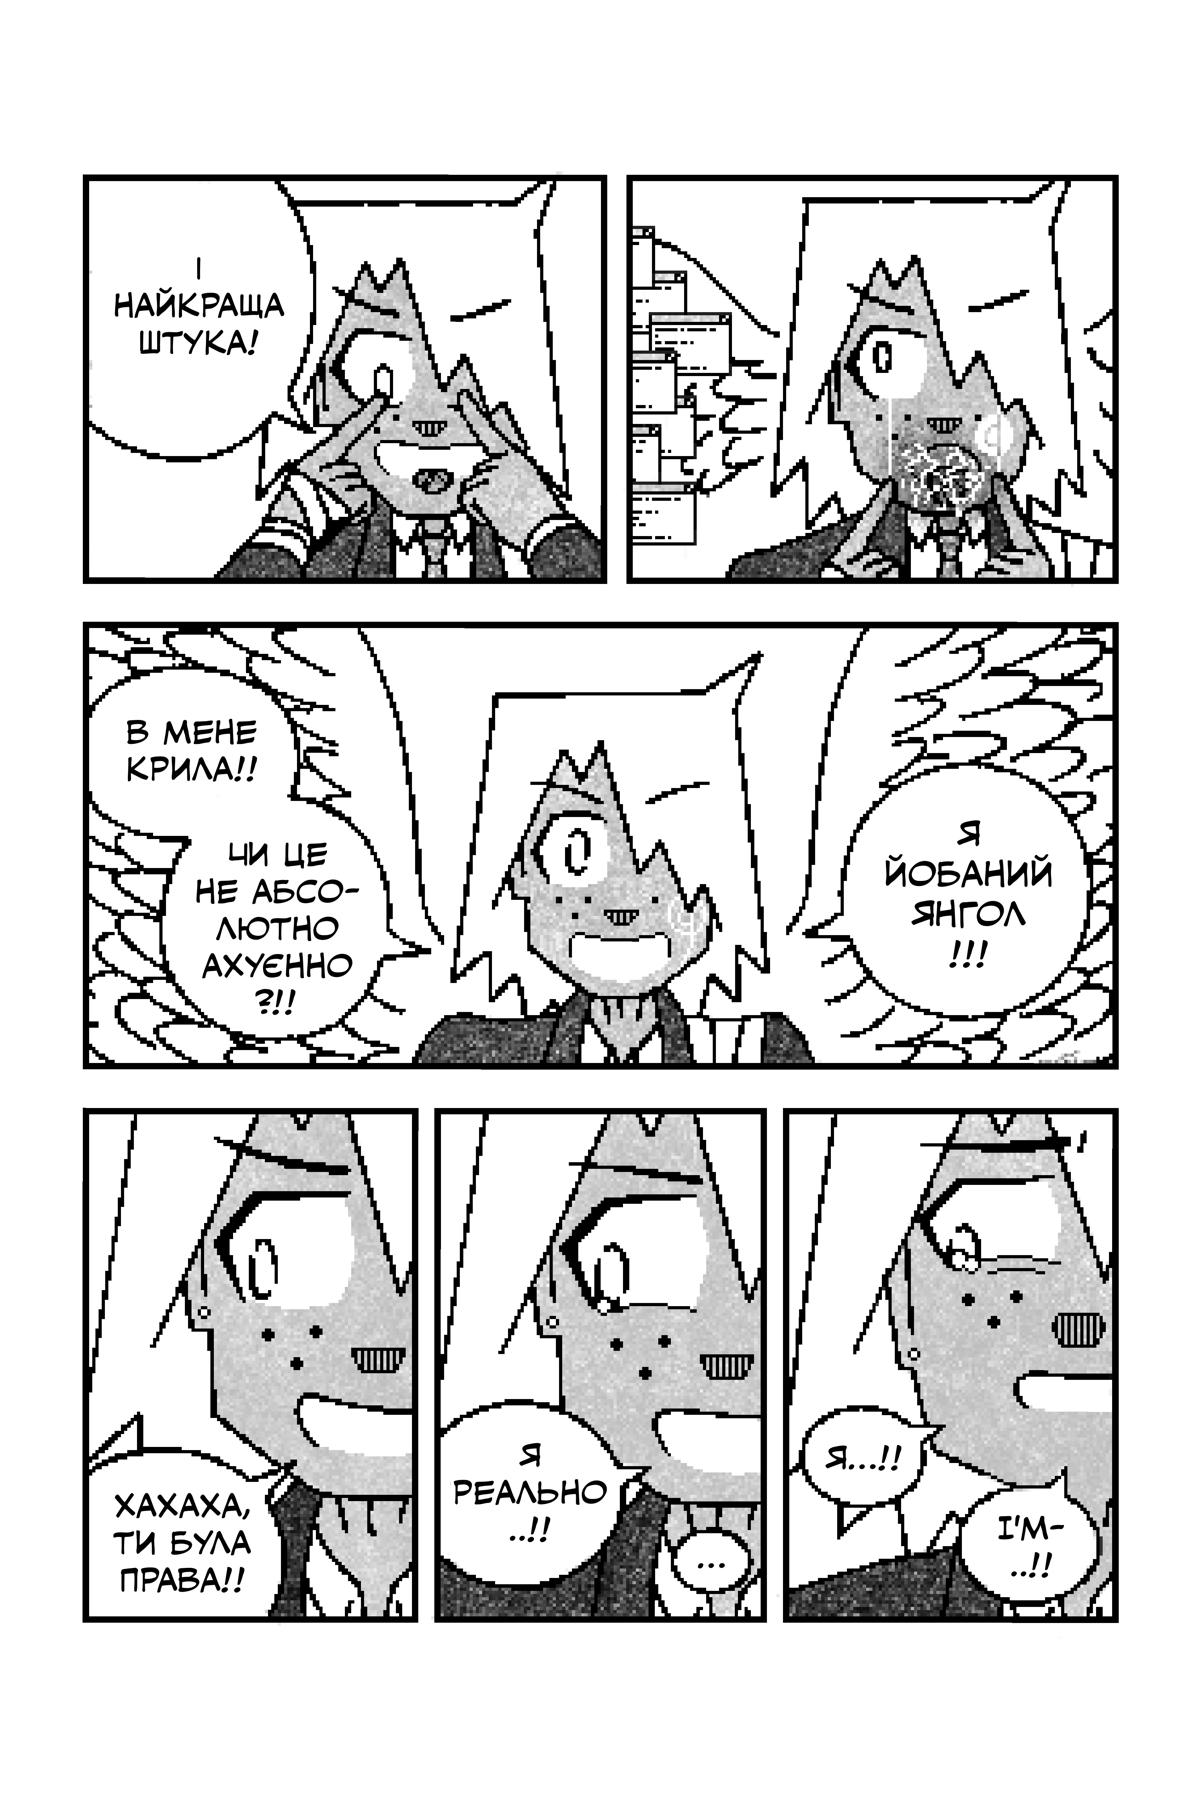 І
НАЙКРАЩА
ШТУКА!
В МЕНЕ
КРИЛА!!
ЧИ ЦЕ
НЕ АБСО-
ЛЮТНО
АХУЄННО
?!!
Я
ЙОБАНИЙ
ЯНГОЛ
!!!
ХАХАХА,
ТИ БУЛА
ПРАВА!!
Я
РЕАЛЬНО
..!!
...
Я...!!
I'M-
..!!